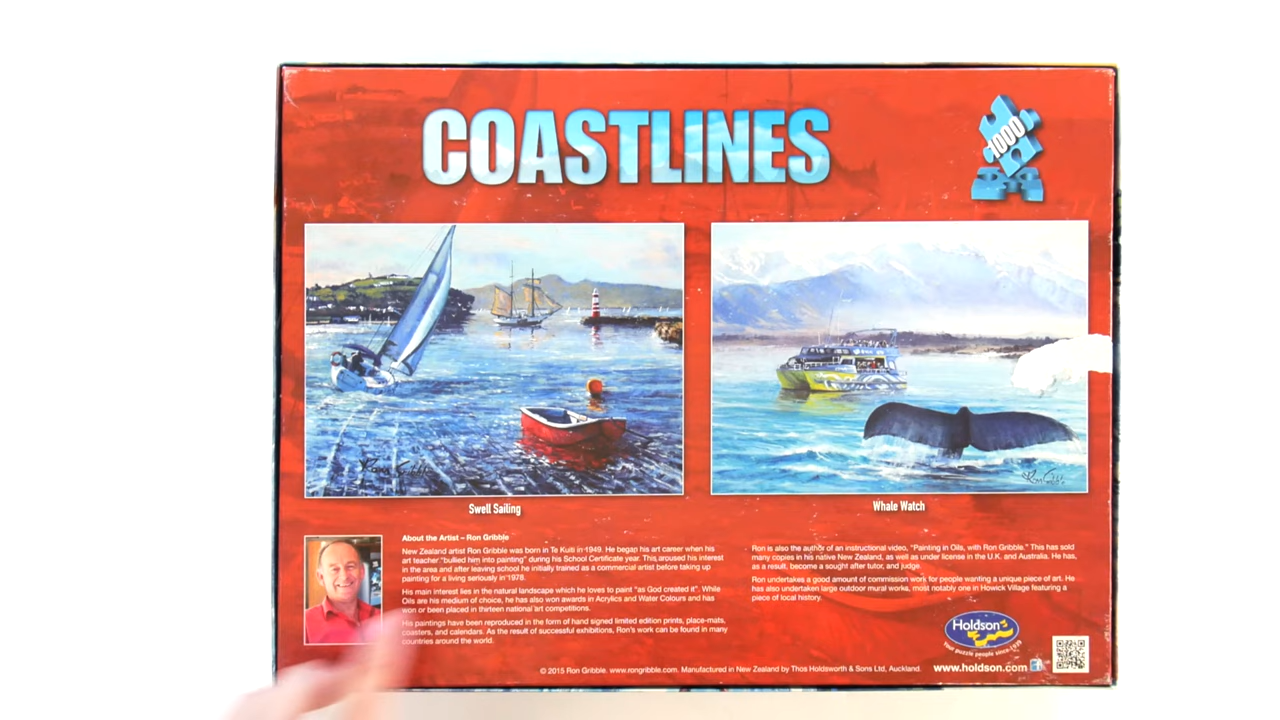 COASTLINES
1000
Ron Gribble
Swell Sailing
Whale Watch
About the Artist – Ron Gribble
New Zealand artist Ron Gribble was born in Te Kuiti in 1949. He began his art career when his
art teacher "bullied him into painting" during his School Certificate year. This aroused his interest
in the area and after leaving school he initially trained as a commercial artist before taking up
painting for a living seriously in 1978.
His main interest lies in the natural landscape which he loves to paint "as God created it". While
Oils are his medium of choice, he has also won awards in Acrylics and Water Colours and has
won or been placed in thirteen national art competitions.
His paintings have been reproduced in the form of hand signed limited edition prints, place-mats,
coasters, and calendars. As the result of successful exhibitions, Ron's work can be found in many
countries around the world.
Ron is also the author of an instructional video, "Painting in Oils, with Ron Gribble." This has sold
many copies in his native New Zealand, as well as under license in the U.K. and Australia. He has,
as a result, become a sought after tutor, and judge.
Ron undertakes a good amount of commission work for people wanting a unique piece of art. He
has also undertaken large outdoor mural works, most notably one in Howick Village featuring a
piece of local history.
Holdson
Your puzzle people since 1939
© 2015 Ron Gribble. www.rongribble.com. Manufactured in New Zealand by Thos Holdsworth & Sons Ltd, Auckland.
www.holdson.com